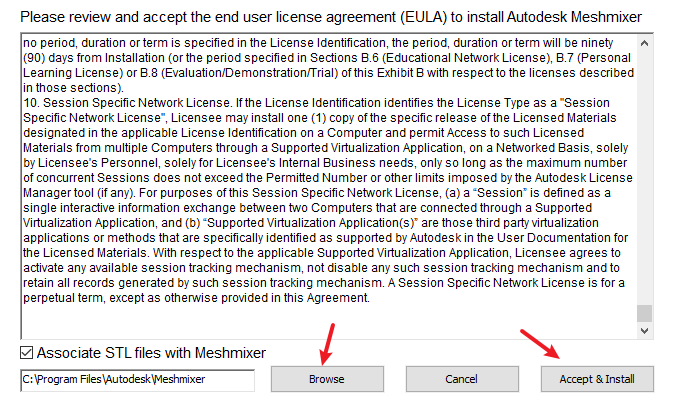 Please review and accept the end user license agreement (EULA) to install Autodesk Meshmixer
no period, duration or term is specified in the License Identification, the period, duration or term will be ninety
(90) days from Installation (or the period specified in Sections B.6 (Educational Network License), B.7 (Personal
Learning License) or B.8 (Evaluation/Demonstration/Trial) of this Exhibit B with respect to the licenses described
in those sections).
10. Session Specific Network License. If the License Identification identifies the License Type as a "Session
Specific Network License", Licensee may install one (1) copy of the specific release of the Licensed Materials
designated in the applicable License Identification on a Computer and permit Access to such Licensed
Materials from multiple Computers through a Supported Virtualization Application, on a Networked Basis, solely
by Licensee's Personnel, solely for Licensee's Internal Business needs, only so long as the maximum number
of concurrent Sessions does not exceed the Permitted Number or other limits imposed by the Autodesk License
Manager tool (if any). For purposes of this Session Specific Network License, (a) a “Session” is defined as a
single interactive information exchange between two Computers that are connected through a Supported
Virtualization Application, and (b) “Supported Virtualization Application(s)” are those third party virtualization
applications or methods that are specifically identified as supported by Autodesk in the User Documentation for
the Licensed Materials. With respect to the applicable Supported Virtualization Application, Licensee agrees to
activate any available session tracking mechanism, not disable any such session tracking mechanism and to
retain all records generated by such session tracking mechanism. A Session Specific Network License is for a
perpetual term, except as otherwise provided in this Agreement.
Associate STL files with Meshmixer
C:\Program Files\Autodesk\Meshmixer
Browse
Cancel
Accept & Install